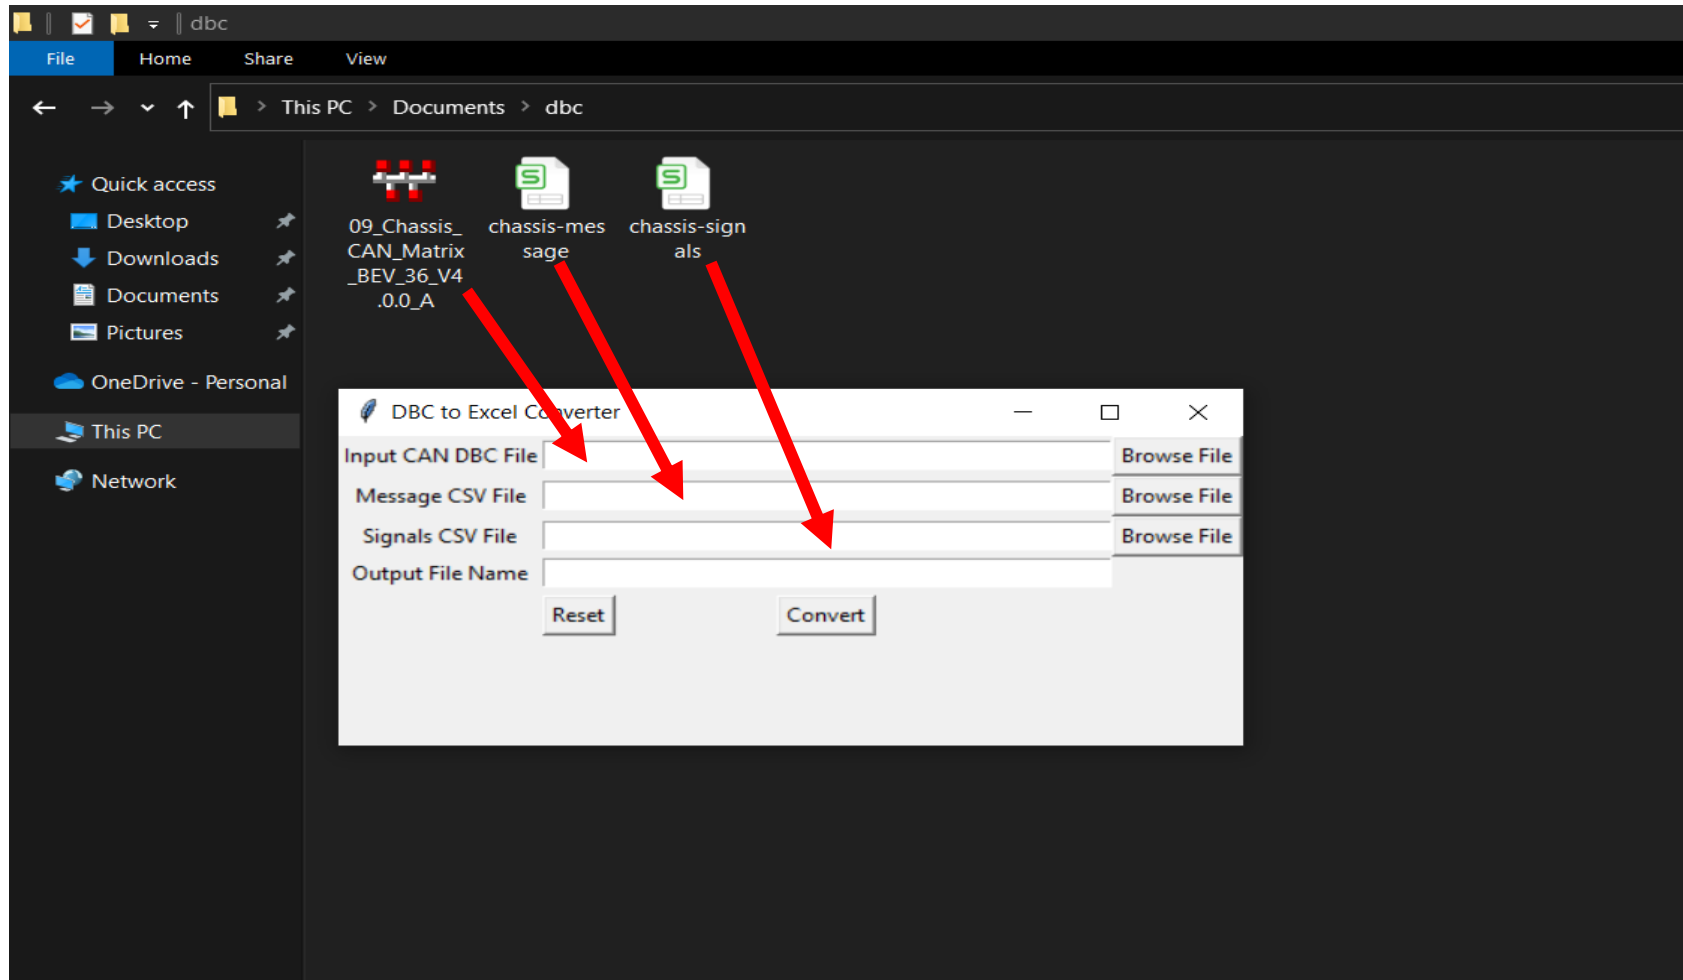 dbc
File Home Share View
This PC > Documents > dbc
Quick access
Desktop
Downloads
Documents
Pictures
OneDrive - Personal
This PC
Network
09_Chassis_
CAN_Matrix
_BEV_36_V4
.0.0_A
chassis-mes
sage
chassis-sign
als
DBC to Excel Converter
Input CAN DBC File Browse File
Message CSV File Browse File
Signals CSV File Browse File
Output File Name
Reset Convert